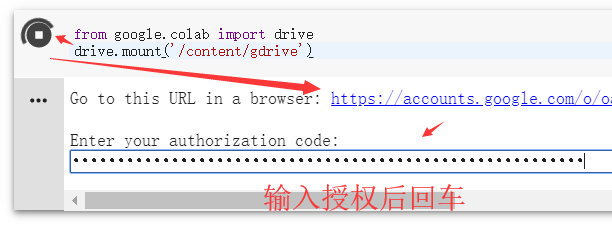 from google.colab import drive
drive.mount('/content/gdrive')
Go to this URL in a browser: https://accounts.google.com/o/oa
Enter your authorization code:
输入授权后回车